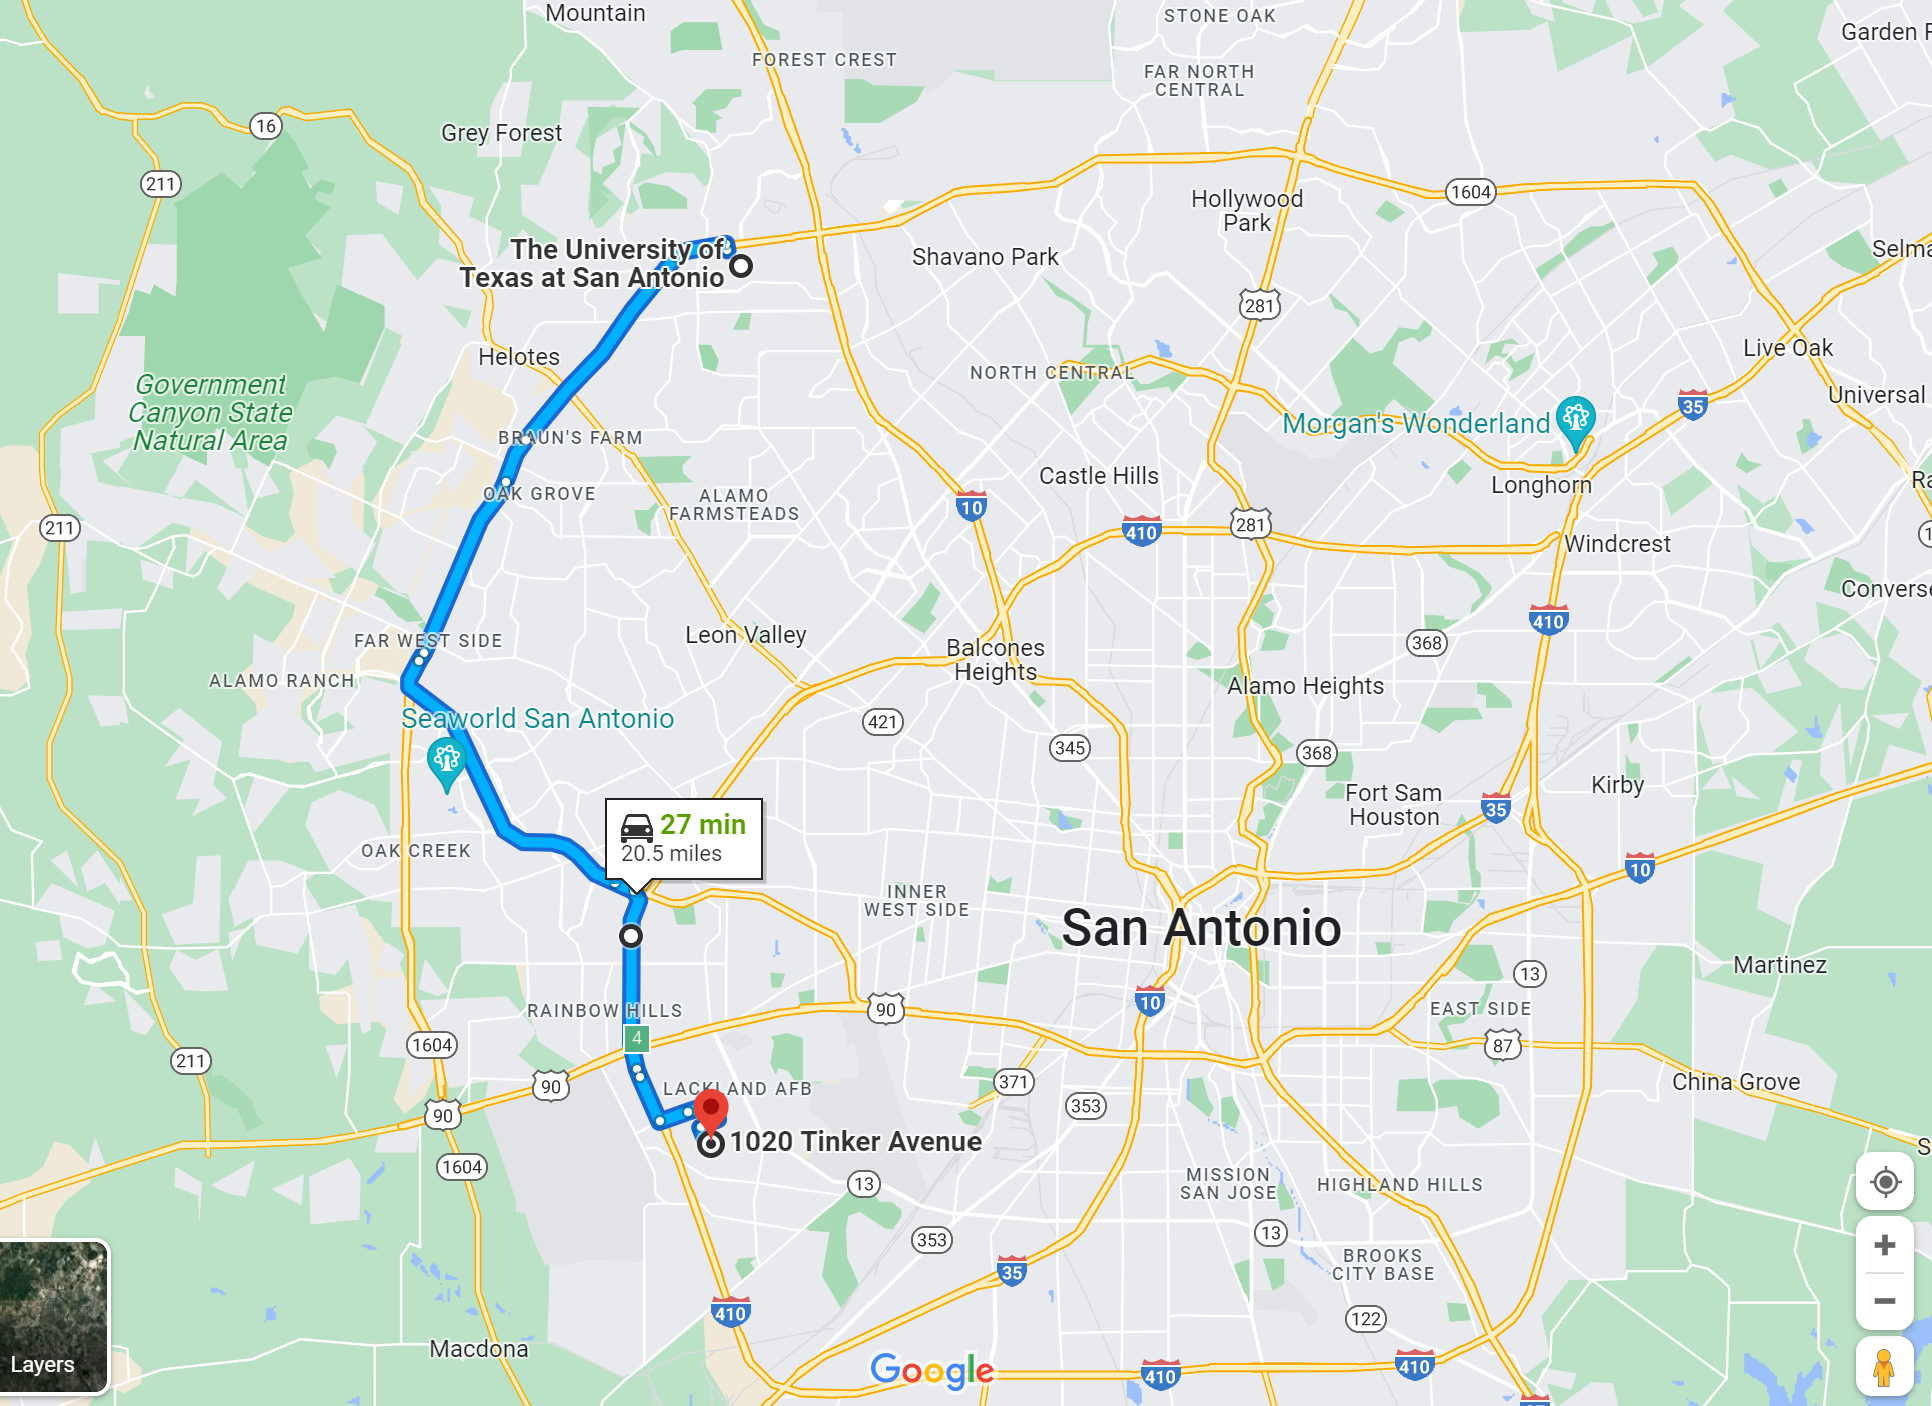 Mountain
STONE OAK
Garden R
FOREST CREST
FAR NORTH
CENTRAL
16
Grey Forest
211
Hollywood
Park
1604
The University of
Texas at San Antonio
Shavano Park
Selma
281
Helotes
Live Oak
NORTH CENTRAL
Government
Canyon State
Natural Area
Universal
35
Morgan's Wonderland
BRAUN'S FARM
Castle Hills
Longhorn
OAK GROVE
ALAMO
FARMSTEADS
10
211
410
281
Windcrest
Converse
410
FAR WEST SIDE
Leon Valley
Balcones
Heights
368
ALAMO RANCH
Alamo Heights
Seaworld San Antonio
421
345
368
Kirby
Fort Sam
Houston
35
27 min
20.5 miles
OAK CREEK
10
INNER
WEST SIDE
San Antonio
Martinez
13
RAINBOW HILLS
90
10
EAST SIDE
4
1604
87
211
90
LACKLAND AFB
371
China Grove
90
353
1020 Tinker Avenue
1604
13
MISSION
SAN JOSE
HIGHLAND HILLS
353
13
BROOKS
CITY BASE
35
410
122
Macdona
Layers
Google
410
410